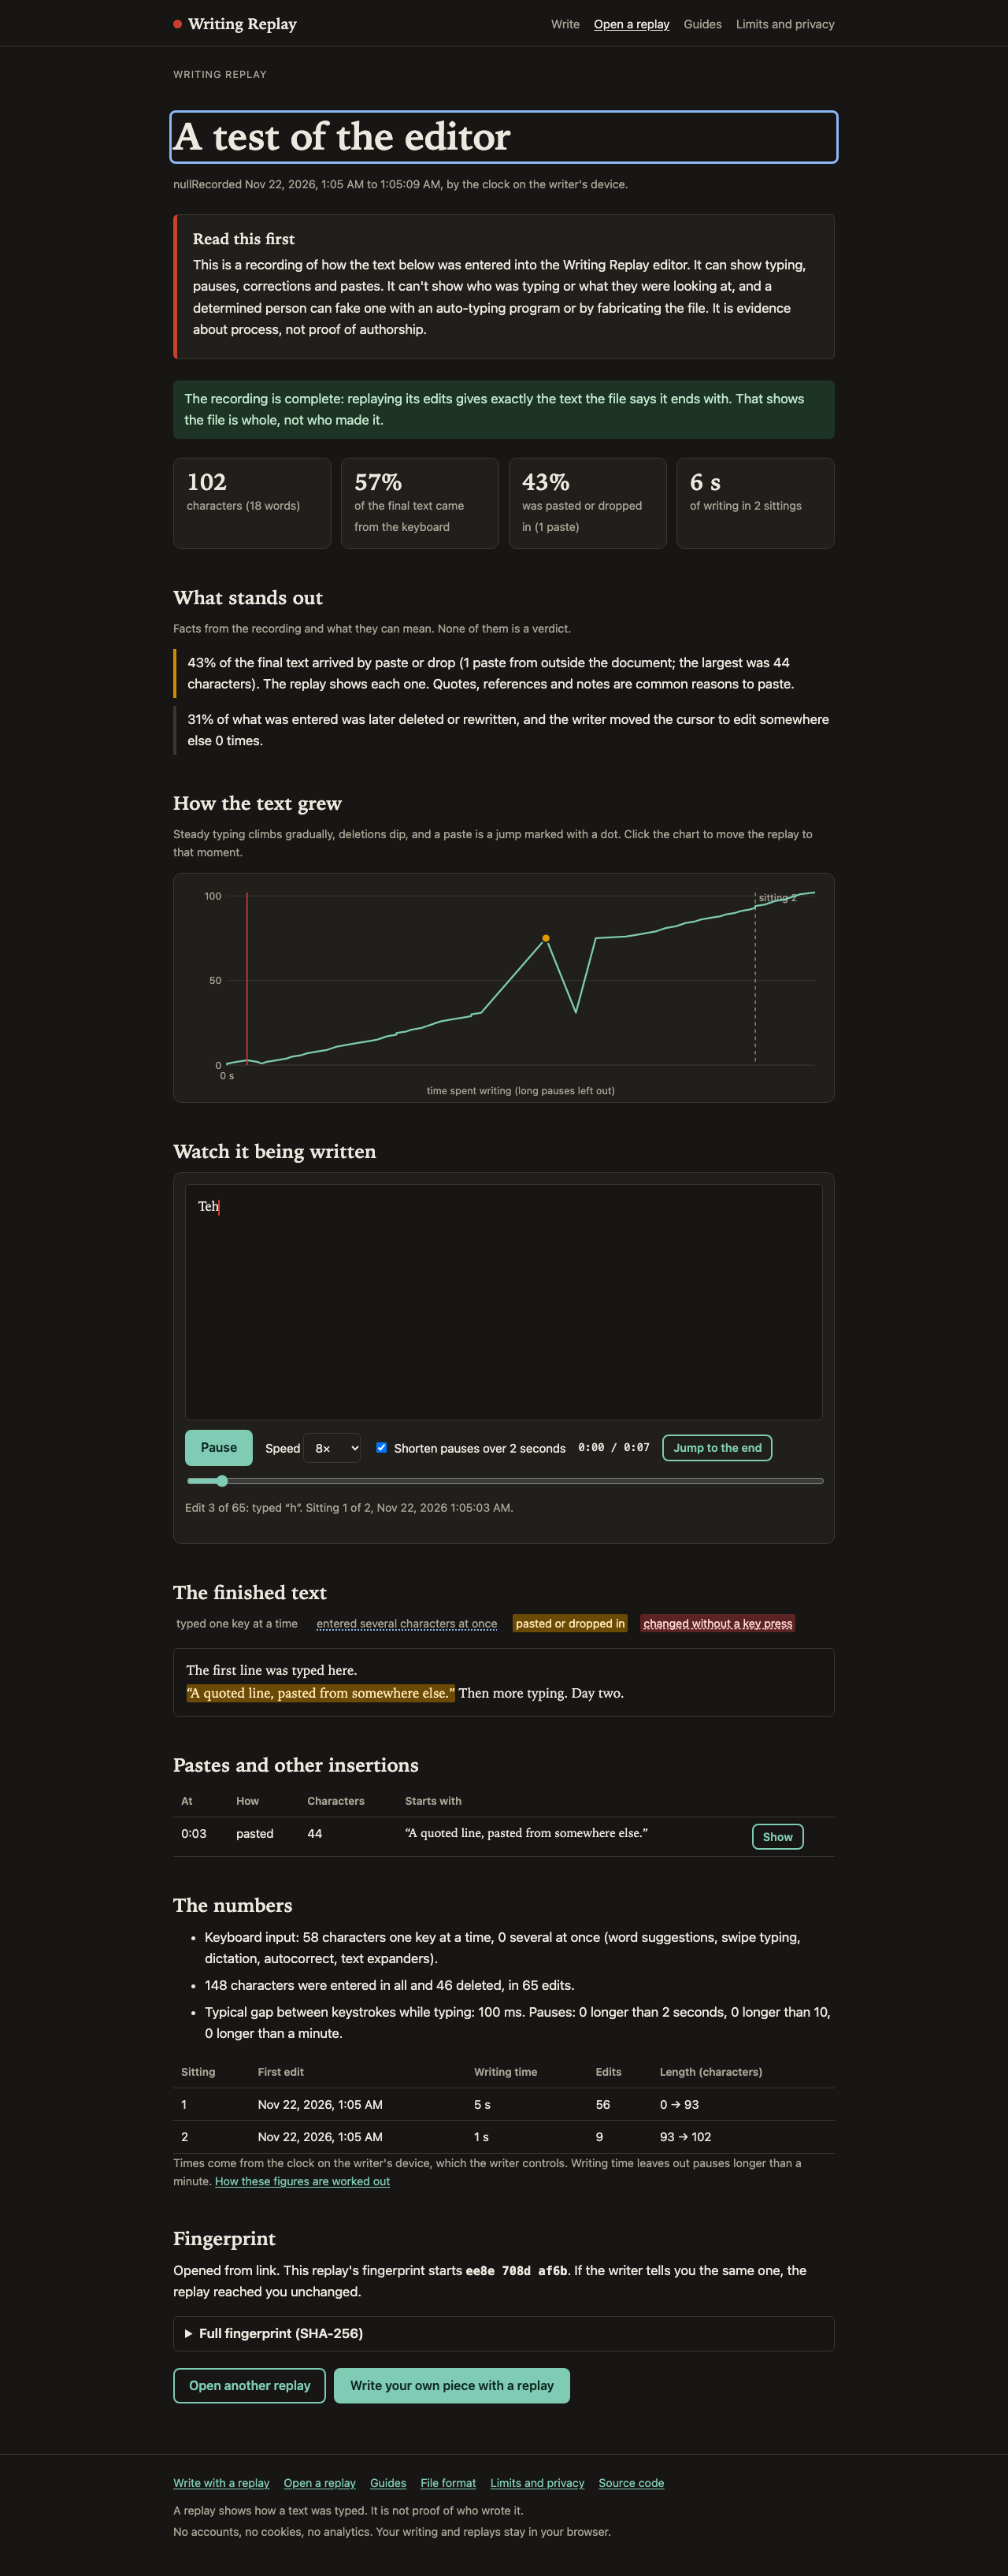 Writing Replay
Write Open a replay Guides Limits and privacy
WRITING REPLAY
A test of the editor
nullRecorded Nov 22, 2026, 1:05 AM to 1:05:09 AM, by the clock on the writer's device.
Read this first
This is a recording of how the text below was entered into the Writing Replay editor. It can show typing,
pauses, corrections and pastes. It can't show who was typing or what they were looking at, and a
determined person can fake one with an auto-typing program or by fabricating the file. It is evidence
about process, not proof of authorship.
The recording is complete: replaying its edits gives exactly the text the file says it ends with. That shows
the file is whole, not who made it.
102
characters (18 words)
57%
of the final text came
from the keyboard
43%
was pasted or dropped
in (1 paste)
6 s
of writing in 2 sittings
What stands out
Facts from the recording and what they can mean. None of them is a verdict.
43% of the final text arrived by paste or drop (1 paste from outside the document; the largest was 44
characters). The replay shows each one. Quotes, references and notes are common reasons to paste.
31% of what was entered was later deleted or rewritten, and the writer moved the cursor to edit somewhere
else 0 times.
How the text grew
Steady typing climbs gradually, deletions dip, and a paste is a jump marked with a dot. Click the chart to move the replay to
that moment.
100
sitting 2
50
0
0 s
time spent writing (long pauses left out)
Watch it being written
Teh
Pause Speed 8× Shorten pauses over 2 seconds 0:00 / 0:07 Jump to the end
Edit 3 of 65: typed “h”. Sitting 1 of 2, Nov 22, 2026 1:05:03 AM.
The finished text
typed one key at a time entered several characters at once pasted or dropped in changed without a key press
The first line was typed here.
“A quoted line, pasted from somewhere else.” Then more typing. Day two.
Pastes and other insertions
At How Characters Starts with
0:03 pasted 44 “A quoted line, pasted from somewhere else.” Show
The numbers
• Keyboard input: 58 characters one key at a time, 0 several at once (word suggestions, swipe typing,
dictation, autocorrect, text expanders).
• 148 characters were entered in all and 46 deleted, in 65 edits.
• Typical gap between keystrokes while typing: 100 ms. Pauses: 0 longer than 2 seconds, 0 longer than 10,
0 longer than a minute.
Sitting First edit Writing time Edits Length (characters)
1 Nov 22, 2026, 1:05 AM 5 s 56 0 → 93
2 Nov 22, 2026, 1:05 AM 1 s 9 93 → 102
Times come from the clock on the writer's device, which the writer controls. Writing time leaves out pauses longer than a
minute. How these figures are worked out
Fingerprint
Opened from link. This replay's fingerprint starts ee8e 708d af6b. If the writer tells you the same one, the
replay reached you unchanged.
Full fingerprint (SHA-256)
Open another replay Write your own piece with a replay
Write with a replay Open a replay Guides File format Limits and privacy Source code
A replay shows how a text was typed. It is not proof of who wrote it.
No accounts, no cookies, no analytics. Your writing and replays stay in your browser.